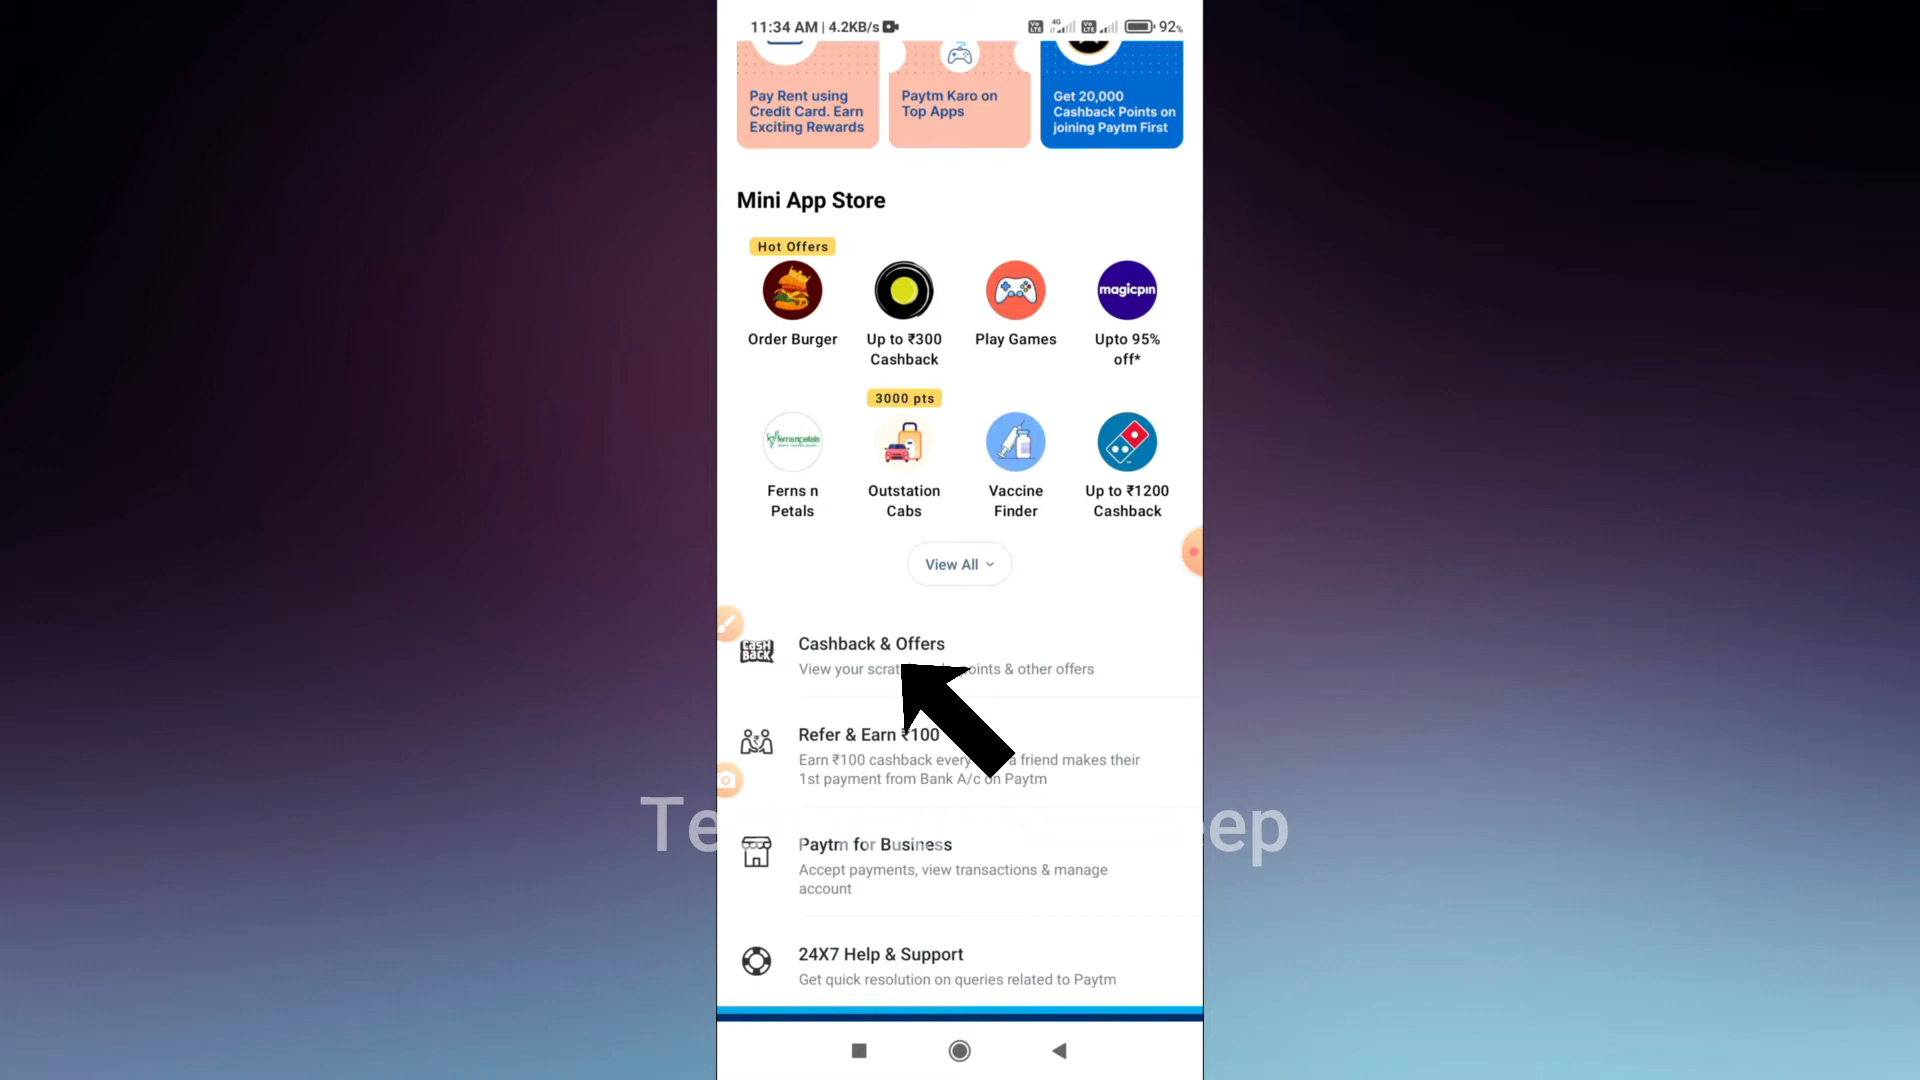 11:34 AM | 4.2KB/s
4G
92%
Pay Rent using
Credit Card. Earn
Exciting Rewards
Paytm Karo on
Top Apps
Get 20,000
Cashback Points on
joining Paytm First
Mini App Store
Hot Offers
magicpin
Order Burger
Up to ₹300
Cashback
Play Games
Upto 95%
off*
3000 pts
Ferns n
Petals
Outstation
Cabs
Vaccine
Finder
Up to ₹1200
Cashback
View All
CASH
BACK
Cashback & Offers
View your points & other offers
Refer & Earn ₹100
Earn ₹100 cashback every a friend makes their
1st payment from Bank A/c on Paytm
Paytm for Business
Accept payments, view transactions & manage
account
24X7 Help & Support
Get quick resolution on queries related to Paytm